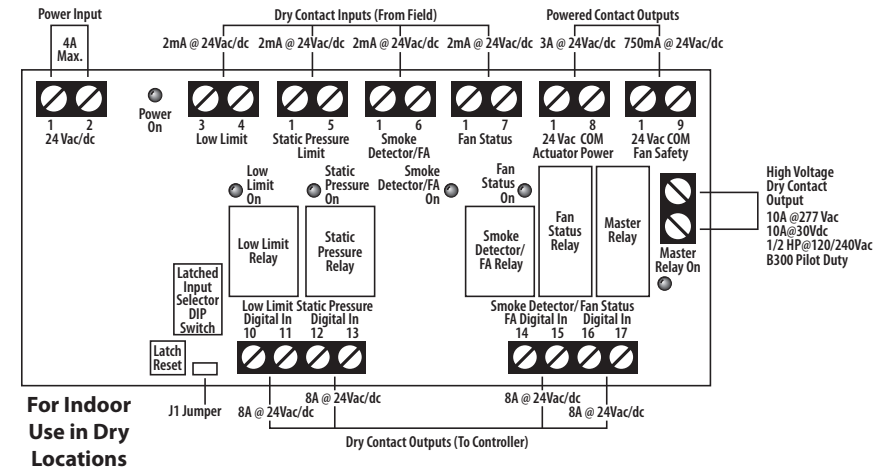 Power Input
Dry Contact Inputs (From Field)
Powered Contact Outputs
4A
Max.
2mA @ 24Vac/dc 2mA @ 24Vac/dc 2mA @ 24Vac/dc 2mA @ 24Vac/dc 3A @ 24Vac/dc 750mA @ 24Vac/dc
Power
On
1 2
24 Vac/dc
3 4
Low Limit
1 5
Static Pressure
Limit
1 6
Smoke
Detector/FA
1 7
Fan Status
1 8
24 Vac COM
Actuator Power
1 9
24 Vac COM
Fan Safety
Low
Limit
On
Static
Pressure
On
Smoke
Detector/FA
On
Fan
Status
On
High Voltage
Dry Contact
Output
10A @277 Vac
10A@30Vdc
1/2 HP@120/240Vac
B300 Pilot Duty
Low Limit
Relay
Static
Pressure
Relay
Smoke
Detector/
FA Relay
Fan
Status
Relay
Master
Relay
Master
Relay On
Latched
Input
Selector
DIP
Switch
Low Limit Static Pressure
Digital In Digital In
10 11 12 13
Smoke Detector/ Fan Status
FA Digital In Digital In
14 15 16 17
Latch
Reset
J1 Jumper
8A @ 24Vac/dc
8A @ 24Vac/dc
8A @ 24Vac/dc
8A @ 24Vac/dc
Dry Contact Outputs (To Controller)
For Indoor
Use in Dry
Locations